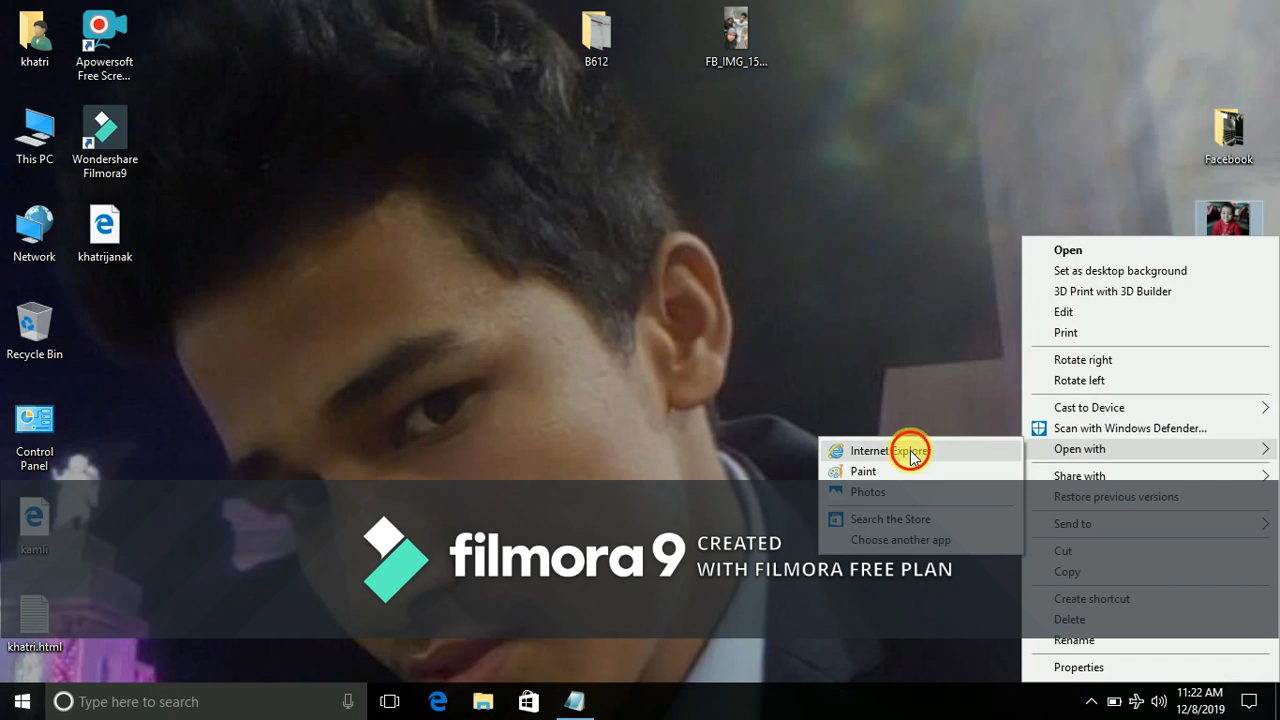 khatri
Apowersoft
Free Scre...
B612
FB_IMG_15...
This PC
Wondershare
Filmora9
Facebook
Network
khatrijanak
Recycle Bin
Control
Panel
kamli
khatri.html
Open
Set as desktop background
3D Print with 3D Builder
Edit
Print
Rotate right
Rotate left
Cast to Device
Scan with Windows Defender...
Open with
Share with
Restore previous versions
Send to
Cut
Copy
Create shortcut
Delete
Rename
Properties
Internet Explorer
Paint
Photos
Search the Store
Choose another app
filmora 9 CREATED
WITH FILMORA FREE PLAN
Type here to search
11:22 AM
12/8/2019